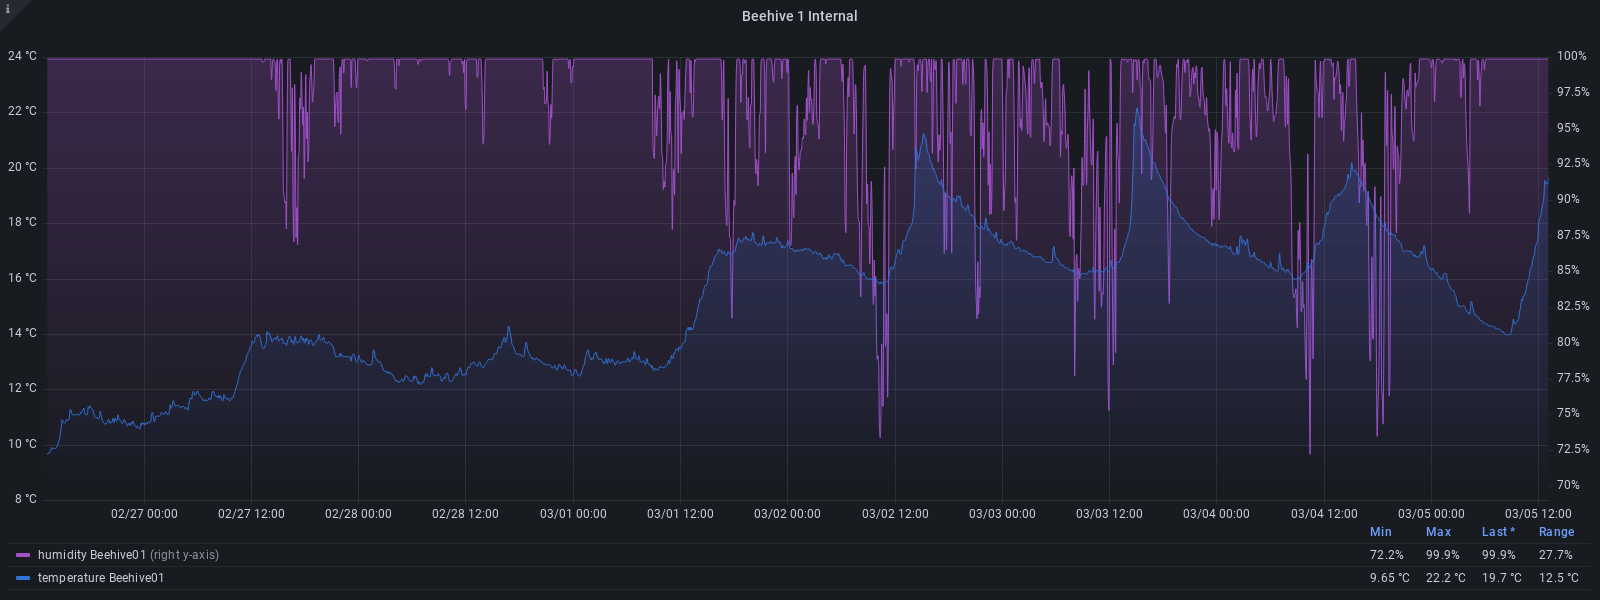 i
Beehive 1 Internal
24 °C
22 °C
20 °C
18 °C
16 °C
14 °C
12 °C
10 °C
8 °C
100%
97.5%
95%
92.5%
90%
87.5%
85%
82.5%
80%
77.5%
75%
72.5%
70%
02/27 00:00 02/27 12:00 02/28 00:00 02/28 12:00 03/01 00:00 03/01 12:00 03/02 00:00 03/02 12:00 03/03 00:00 03/03 12:00 03/04 00:00 03/04 12:00 03/05 00:00 03/05 12:00
Min Max Last * Range
humidity Beehive01 (right y-axis) 72.2% 99.9% 99.9% 27.7%
temperature Beehive01 9.65 °C 22.2 °C 19.7 °C 12.5 °C